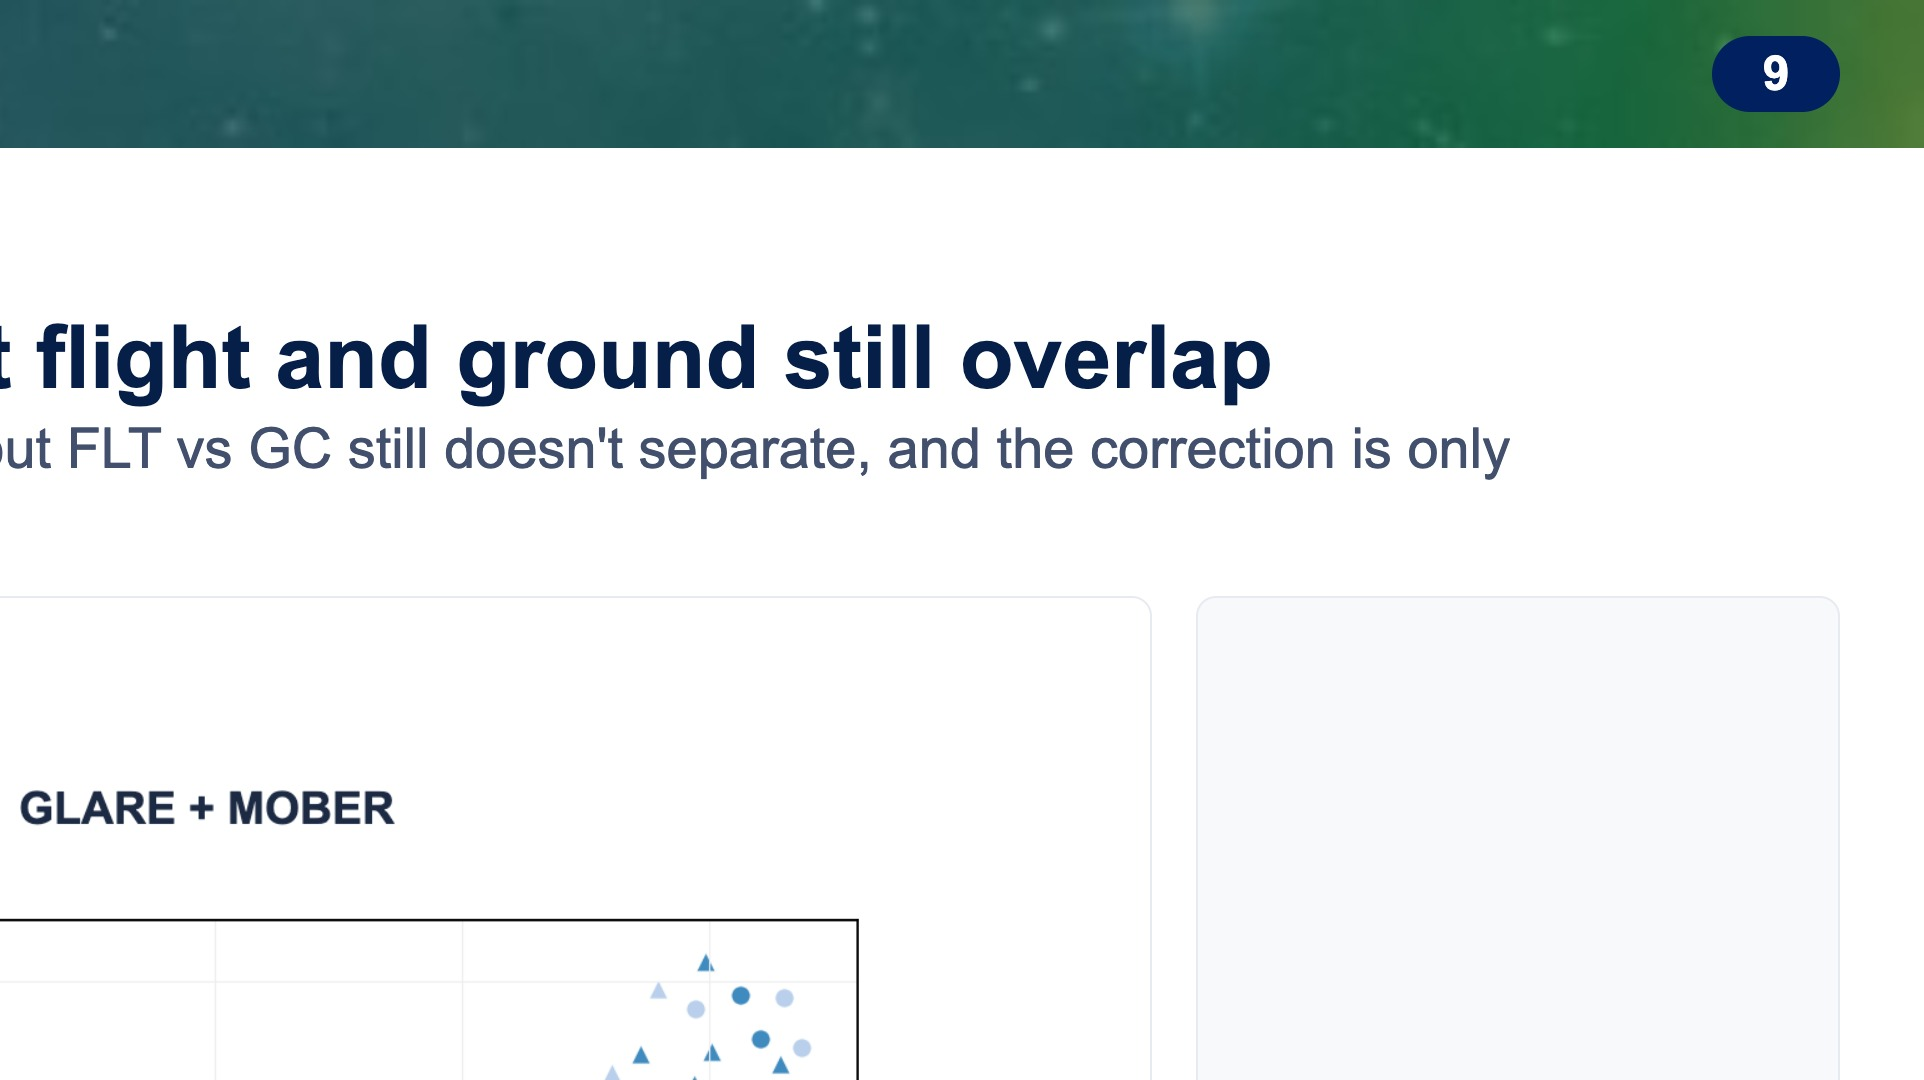 9
flight and ground still overlap
out FLT vs GC still doesn't separate, and the correction is only
GLARE + MOBER